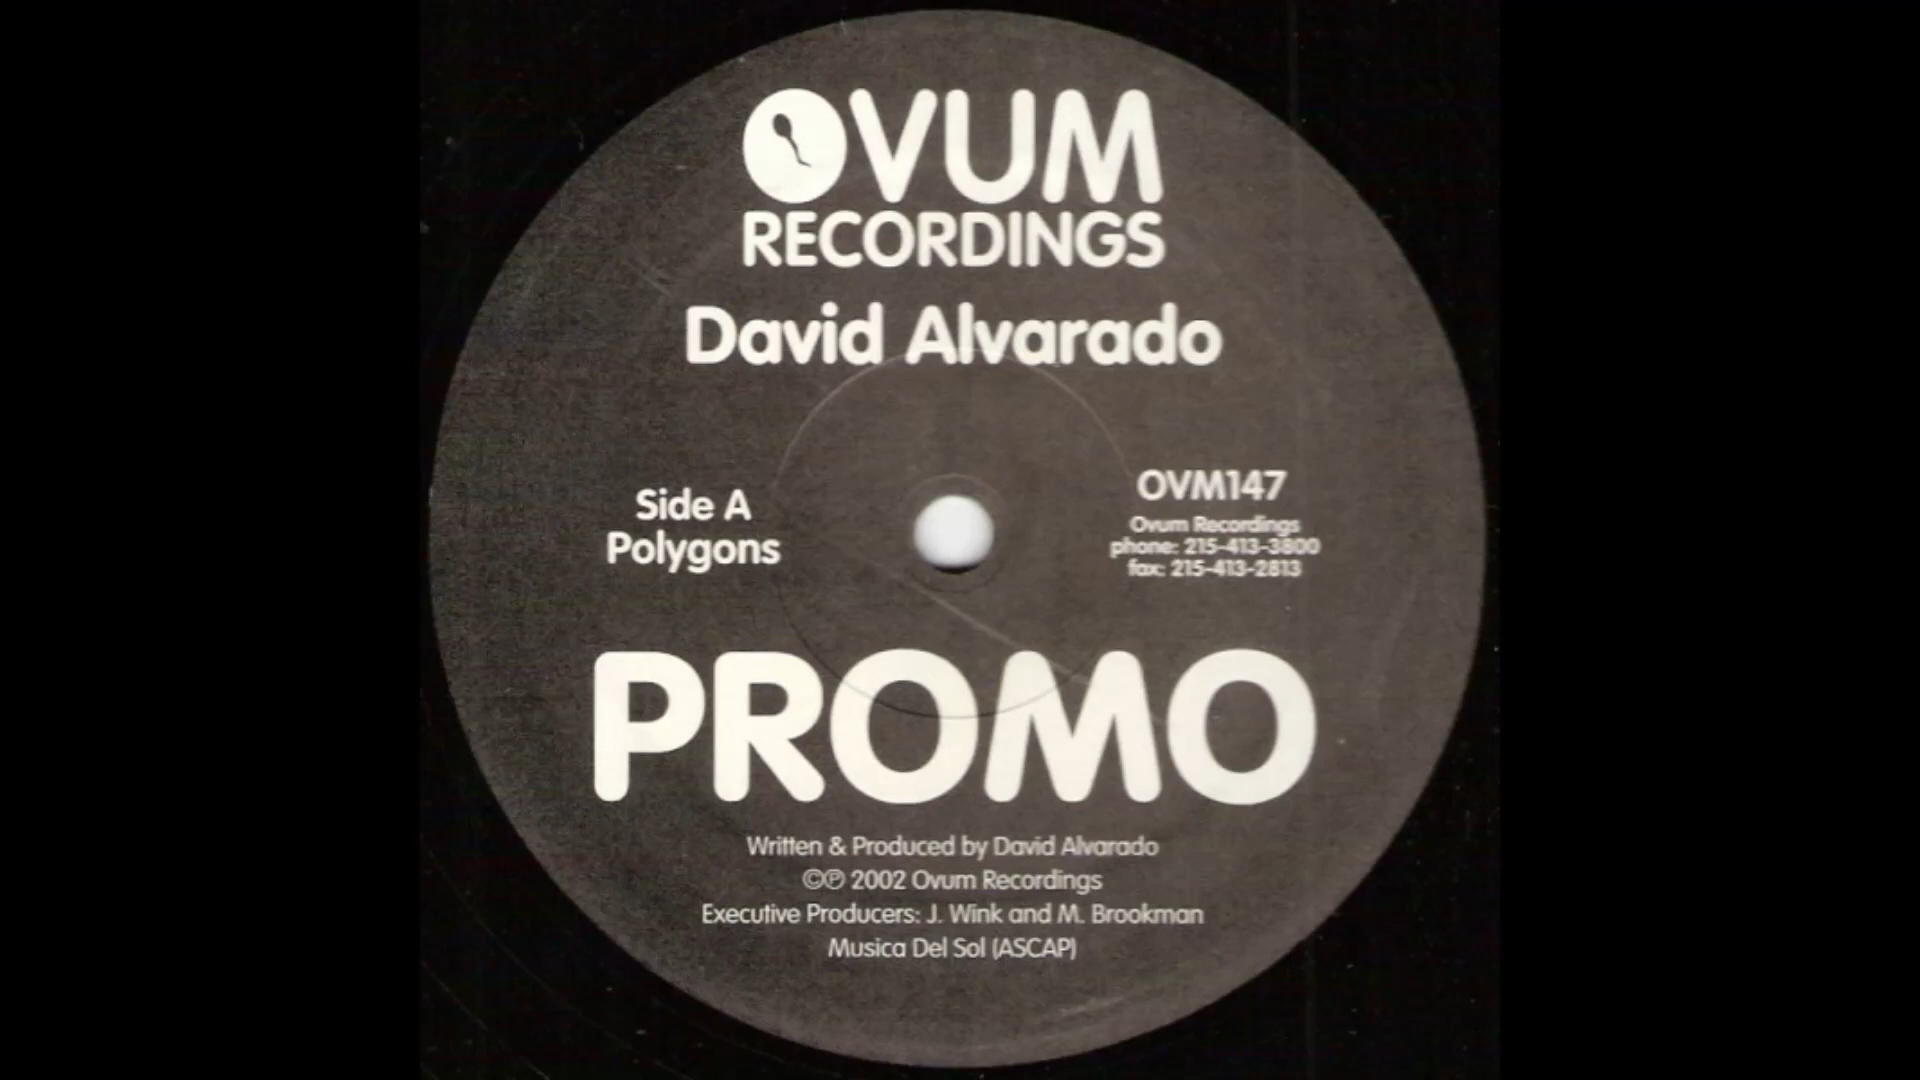 OVUM
RECORDINGS
David Alvarado
Side A
Polygons
OVM147
Ovum Recordings
phone: 215-413-3800
fax: 215-413-2813
PROMO
Written & Produced by David Alvarado
©℗ 2002 Ovum Recordings
Executive Producers: J. Wink and M. Brookman
Musica Del Sol (ASCAP)